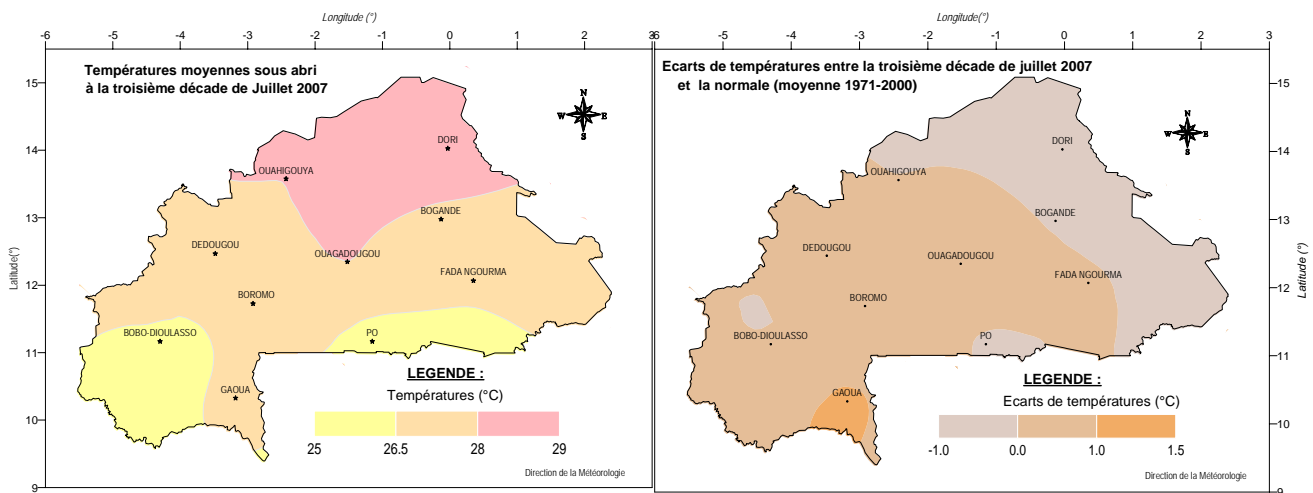 Longitude (°)
-6 -5 -4 -3 -2 -1 0 1 2 3
Températures moyennes sous abri
à la troisième décade de Juillet 2007
N
W E
S
15
14
13
12
11
10
9
Latitude(°)
DORI
OUAHIGOUYA
BOGANDE
DEDOUGOU
OUAGADOUGOU
FADA NGOURMA
BOROMO
BOBO-DIOULASSO
PO
GAOUA
LEGENDE :
Températures (°C)
25 26.5 28 29
Direction de la Météorologie
Longitude(°)
-6 -5 -4 -3 -2 -1 0 1 2 3
Ecarts de températures entre la troisième décade de juillet 2007
et la normale (moyenne 1971-2000)
N
W E
S
15
14
13
12
11
10
9
Latitude(°)
DORI
OUAHIGOUYA
BOGANDE
DEDOUGOU
OUAGADOUGOU
FADA NGOURMA
BOROMO
BOBO-DIOULASSO
PO
GAOUA
LEGENDE :
Ecarts de températures (°C)
-1.0 0.0 1.0 1.5
Direction de la Météorologie